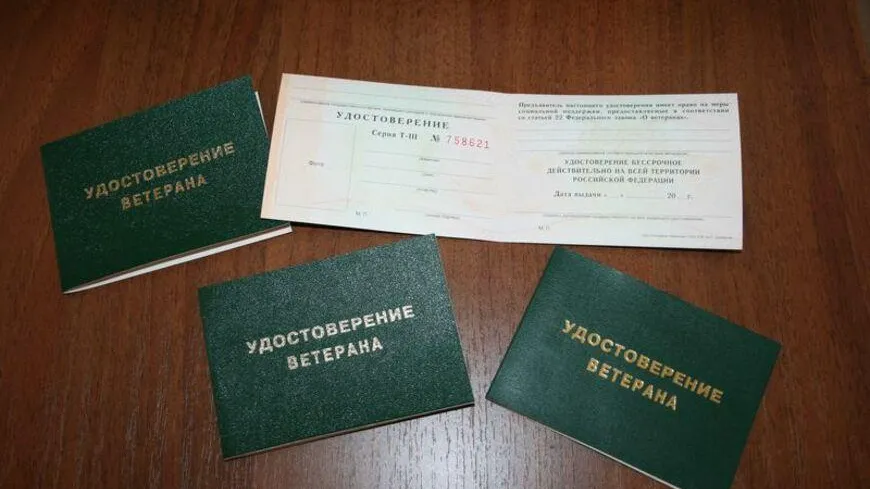 УДОСТОВЕРЕНИЕ
ВЕТЕРАНА
УДОСТОВЕРЕНИЕ
Серия Т-III № 758621
Фото
М.П.
Предъявитель настоящего удостоверения имеет право на меры
социальной поддержки, предоставляемые в соответствии
со статьей 22 Федерального закона «О ветеранах».
УДОСТОВЕРЕНИЕ БЕССРОЧНОЕ
ДЕЙСТВИТЕЛЬНО НА ВСЕЙ ТЕРРИТОРИИ
РОССИЙСКОЙ ФЕДЕРАЦИИ
Дата выдачи « » 20 г.
М.П.
УДОСТОВЕРЕНИЕ
ВЕТЕРАНА
УДОСТОВЕРЕНИЕ
ВЕТЕРАНА